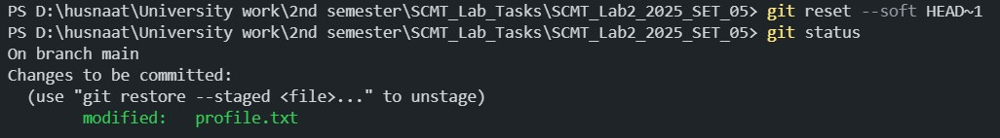 PS D:\husnaat\University work\2nd semester\SCMT_Lab_Tasks\SCMT_Lab2_2025_SET_05> git reset --soft HEAD~1
PS D:\husnaat\University work\2nd semester\SCMT_Lab_Tasks\SCMT_Lab2_2025_SET_05> git status
On branch main
Changes to be committed:
  (use "git restore --staged <file>..." to unstage)
        modified:   profile.txt